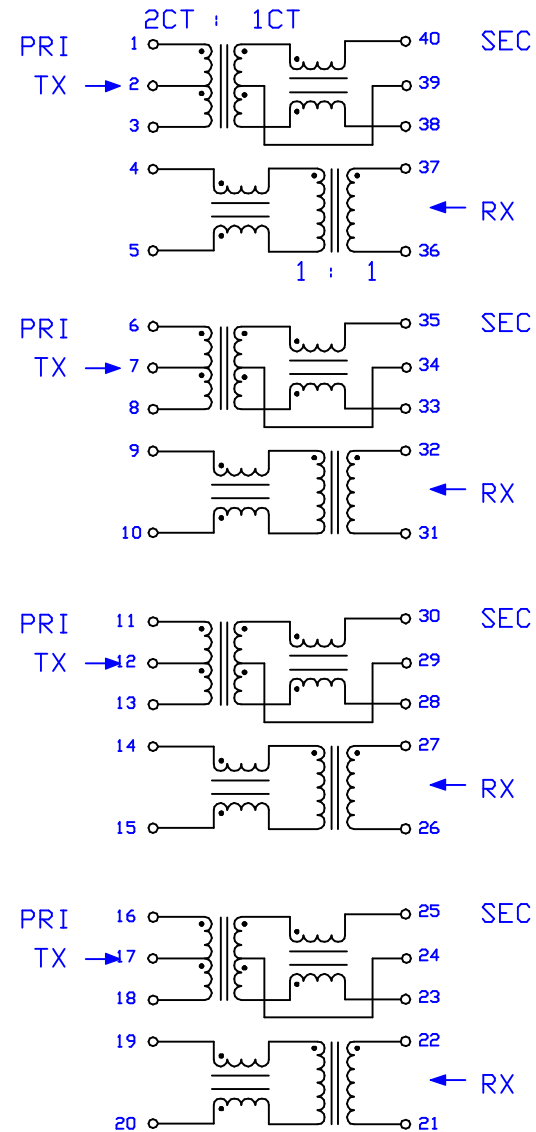 2CT : 1CT
PRI 1 40 SEC
TX 2 39
3 38
4 37
RX
5 36
1 : 1
PRI 6 35 SEC
TX 7 34
8 33
9 32
RX
10 31
PRI 11 30 SEC
TX 12 29
13 28
14 27
RX
15 26
PRI 16 25 SEC
TX 17 24
18 23
19 22
RX
20 21